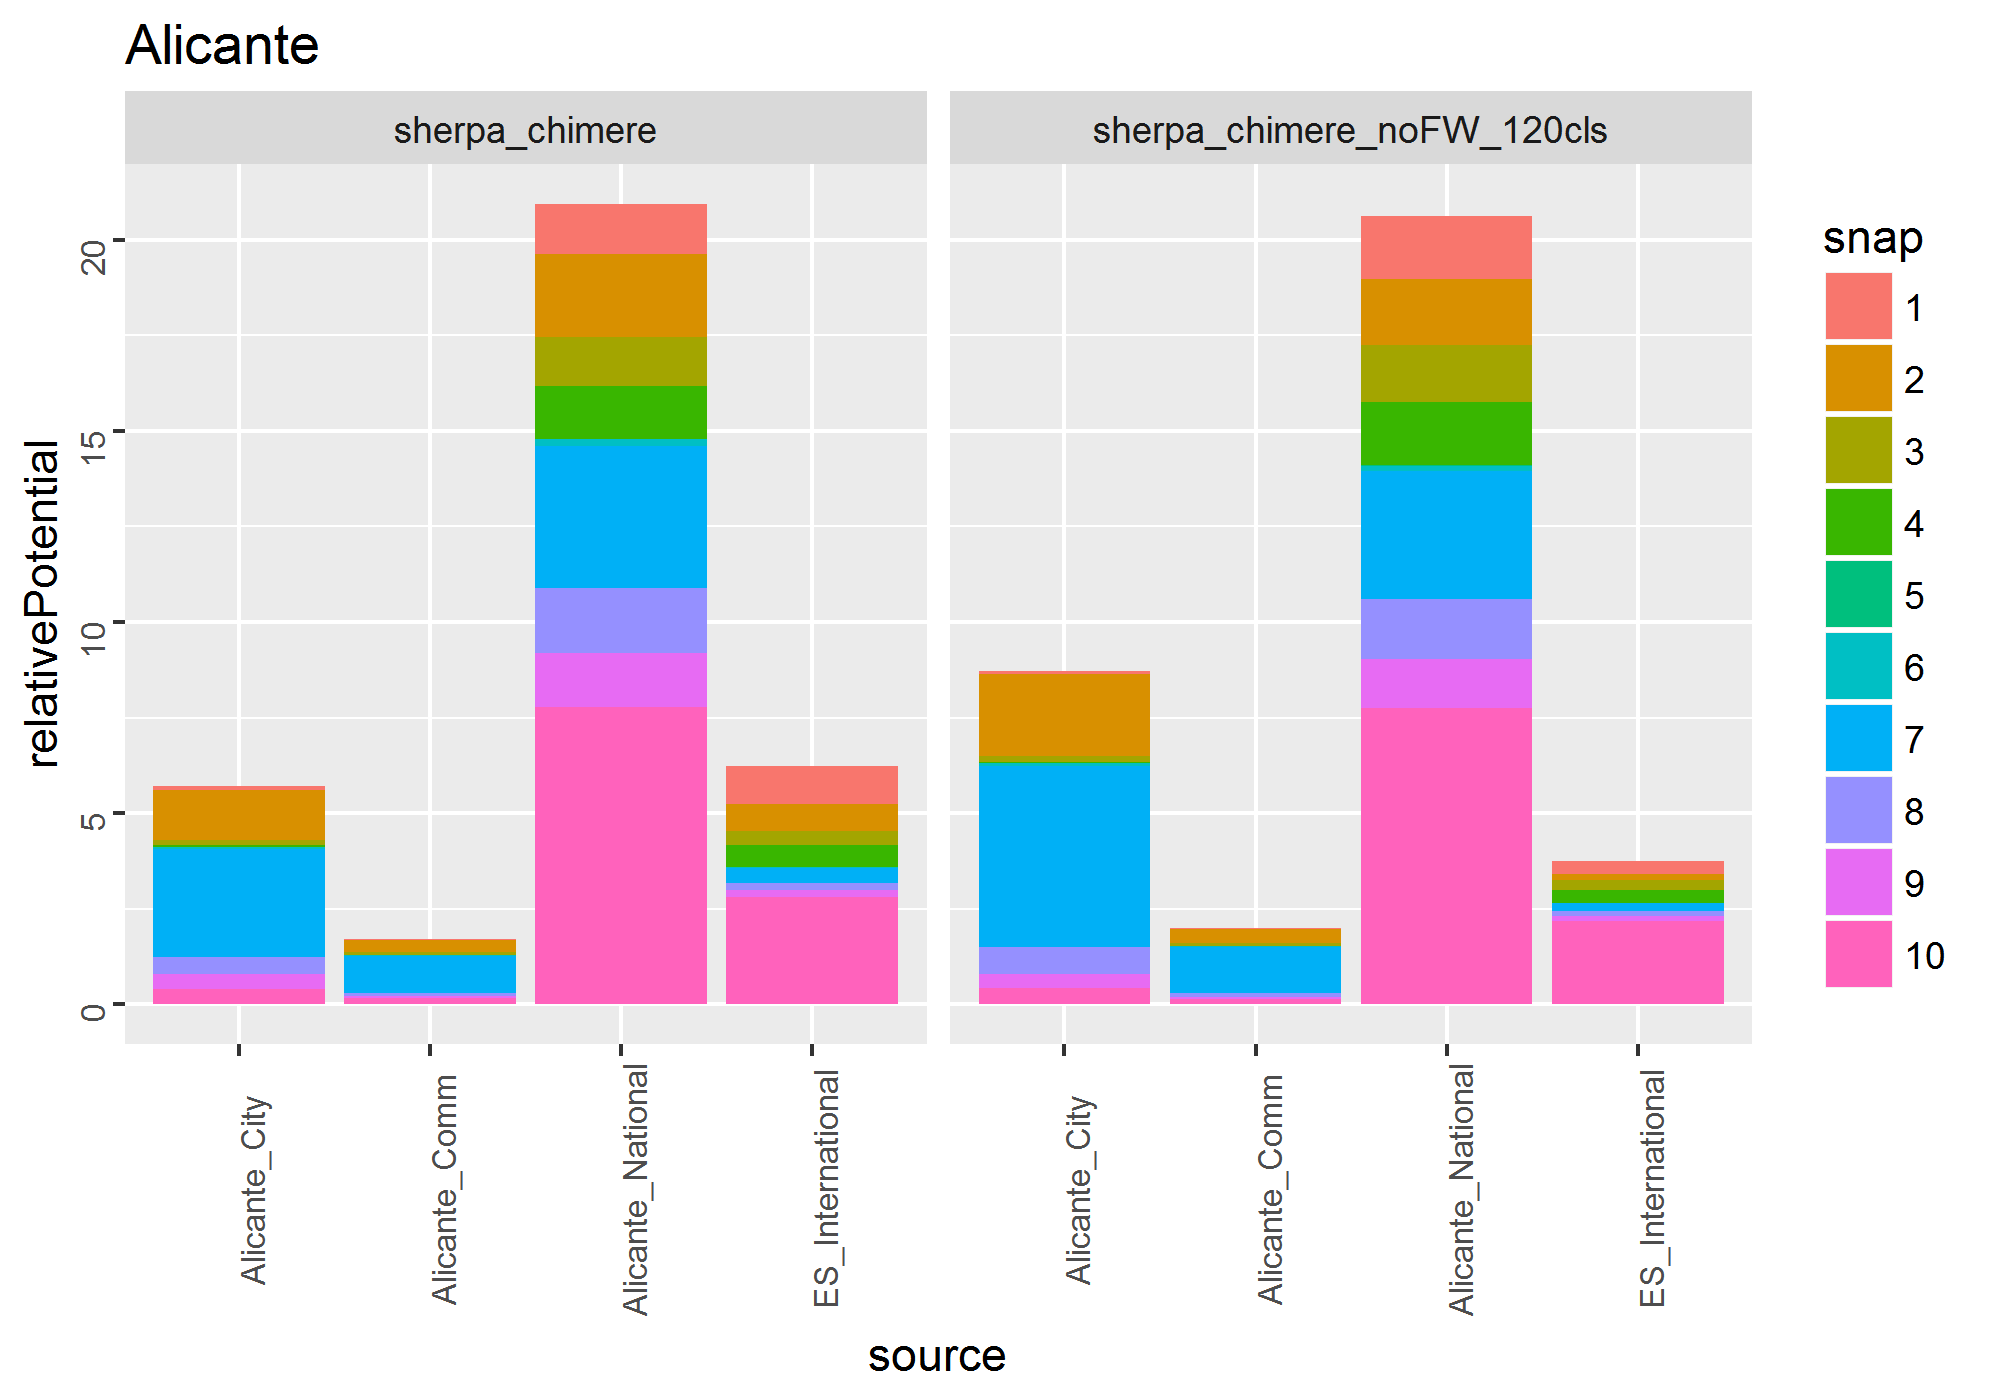 Alicante
sherpa_chimere
sherpa_chimere_noFW_120cls
relativePotential
20
15
10
5
0
Alicante_City
Alicante_Comm
Alicante_National
ES_International
Alicante_City
Alicante_Comm
Alicante_National
ES_International
source
snap
1
2
3
4
5
6
7
8
9
10